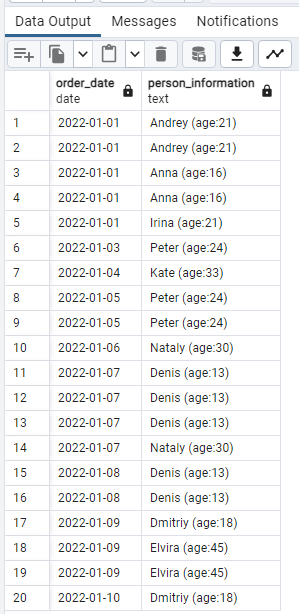 Data Output Messages Notifications
order_date person_information
date text
1 2022-01-01 Andrey (age:21)
2 2022-01-01 Andrey (age:21)
3 2022-01-01 Anna (age:16)
4 2022-01-01 Anna (age:16)
5 2022-01-01 Irina (age:21)
6 2022-01-03 Peter (age:24)
7 2022-01-04 Kate (age:33)
8 2022-01-05 Peter (age:24)
9 2022-01-05 Peter (age:24)
10 2022-01-06 Nataly (age:30)
11 2022-01-07 Denis (age:13)
12 2022-01-07 Denis (age:13)
13 2022-01-07 Denis (age:13)
14 2022-01-07 Nataly (age:30)
15 2022-01-08 Denis (age:13)
16 2022-01-08 Denis (age:13)
17 2022-01-09 Dmitriy (age:18)
18 2022-01-09 Elvira (age:45)
19 2022-01-09 Elvira (age:45)
20 2022-01-10 Dmitriy (age:18)